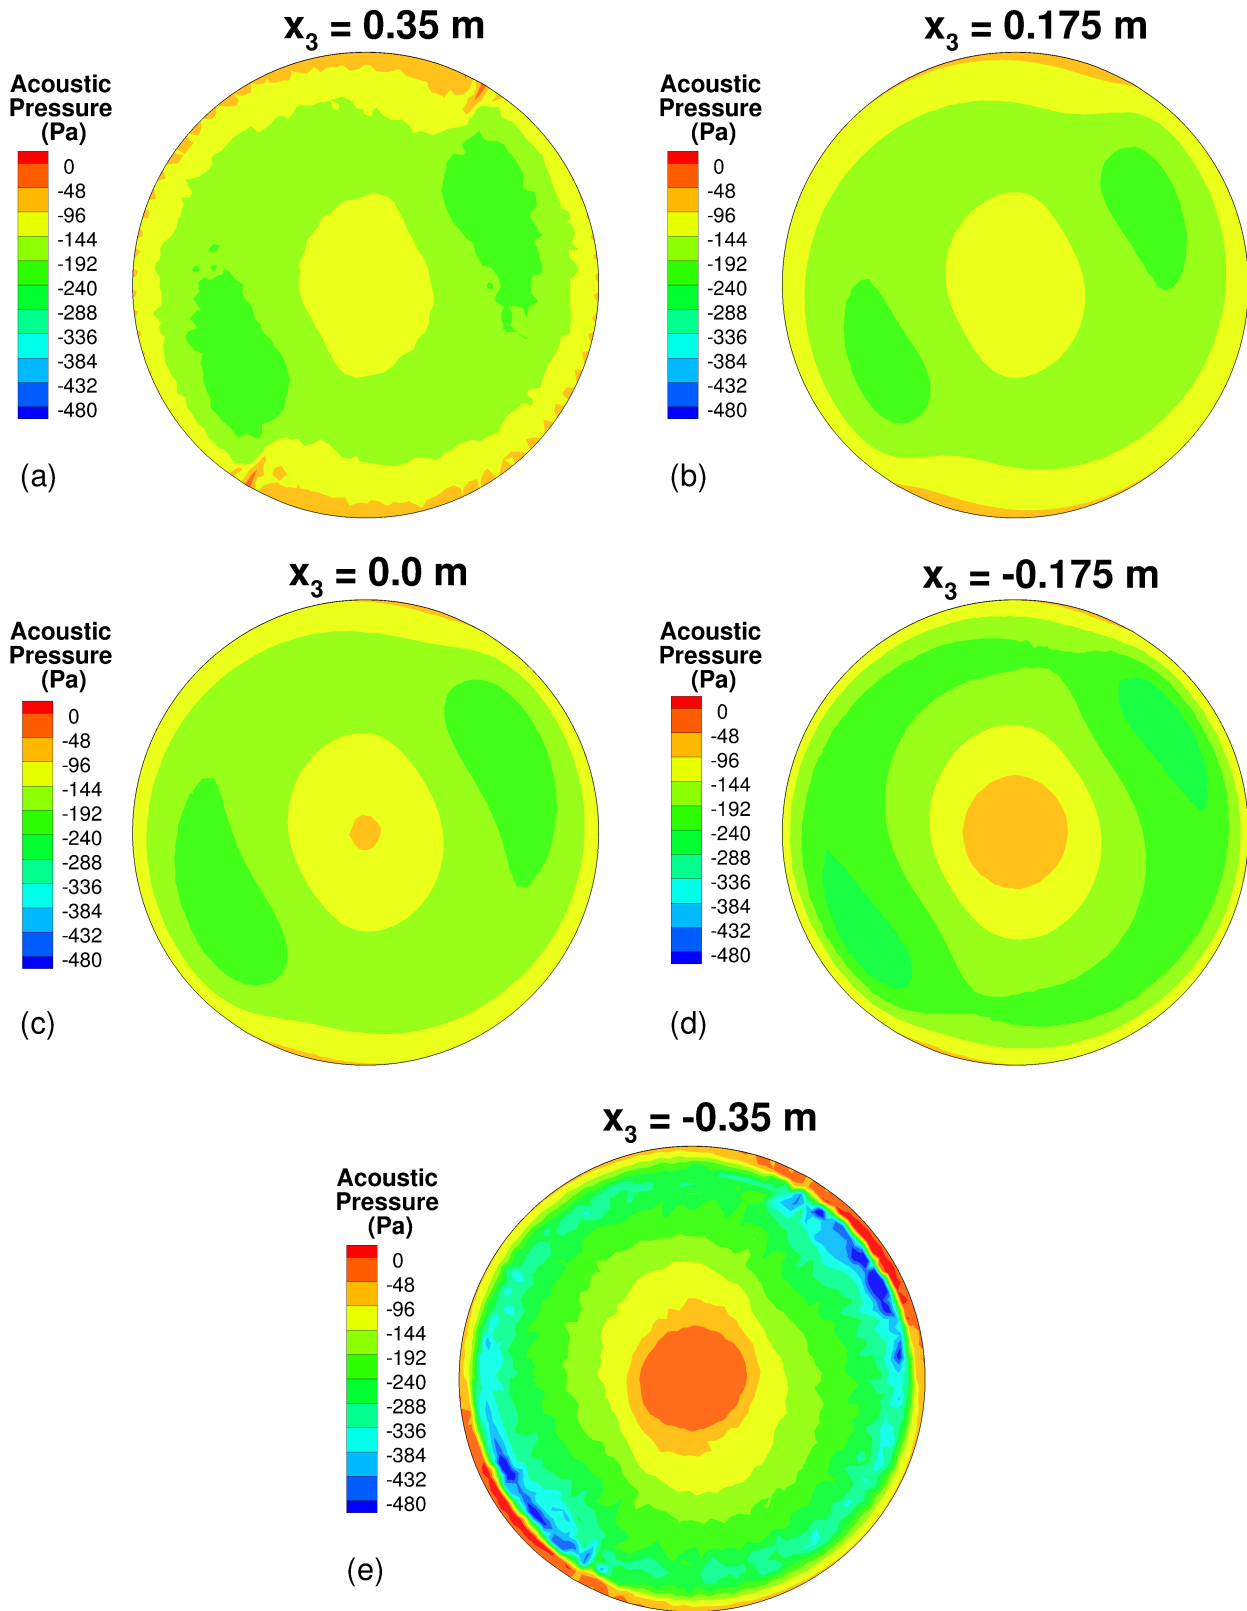 x3 = 0.35 m
Acoustic
Pressure
(Pa)
0
-48
-96
-144
-192
-240
-288
-336
-384
-432
-480
(a)
x3 = 0.175 m
Acoustic
Pressure
(Pa)
0
-48
-96
-144
-192
-240
-288
-336
-384
-432
-480
(b)
x3 = 0.0 m
Acoustic
Pressure
(Pa)
0
-48
-96
-144
-192
-240
-288
-336
-384
-432
-480
(c)
x3 = -0.175 m
Acoustic
Pressure
(Pa)
0
-48
-96
-144
-192
-240
-288
-336
-384
-432
-480
(d)
x3 = -0.35 m
Acoustic
Pressure
(Pa)
0
-48
-96
-144
-192
-240
-288
-336
-384
-432
-480
(e)